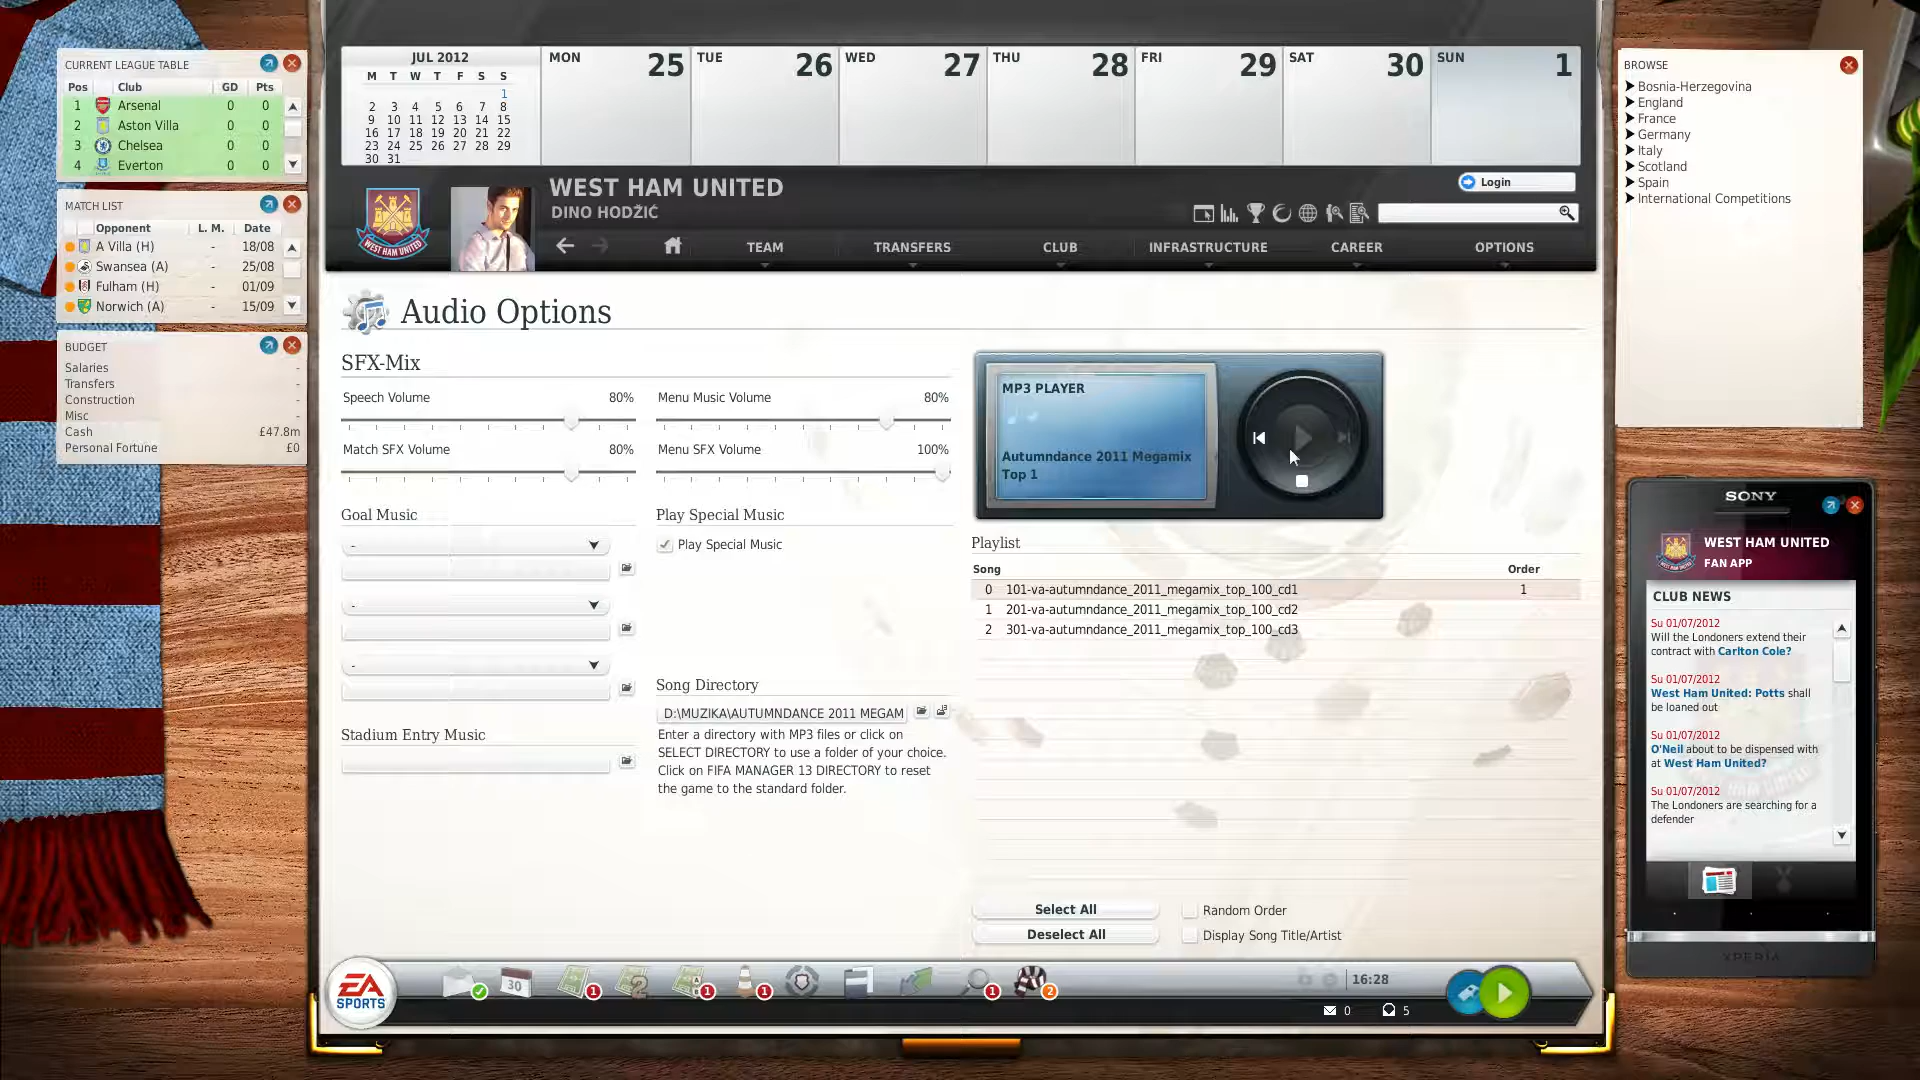 CURRENT LEAGUE TABLE
Pos Club GD Pts
1 Arsenal 0 0
2 Aston Villa 0 0
3 Chelsea 0 0
4 Everton 0 0
MATCH LIST
Opponent L. M. Date
A Villa (H) - 18/08
Swansea (A) - 25/08
Fulham (H) - 01/09
Norwich (A) - 15/09
BUDGET
Salaries -
Transfers -
Construction -
Misc -
Cash £47.8m
Personal Fortune £0
JUL 2012
M T W T F S S
1
2 3 4 5 6 7 8
9 10 11 12 13 14 15
16 17 18 19 20 21 22
23 24 25 26 27 28 29
30 31
MON 25
TUE 26
WED 27
THU 28
FRI 29
SAT 30
SUN 1
WEST HAM UNITED
DINO HODŽIĆ
Login
TEAM TRANSFERS CLUB INFRASTRUCTURE CAREER OPTIONS
Audio Options
SFX-Mix
Speech Volume 80%
Menu Music Volume 80%
Match SFX Volume 80%
Menu SFX Volume 100%
Goal Music
-
-
-
Stadium Entry Music
Play Special Music
Play Special Music
Song Directory
D:\MUZIKA\AUTUMNDANCE 2011 MEGAM
Enter a directory with MP3 files or click on
SELECT DIRECTORY to use a folder of your choice.
Click on FIFA MANAGER 13 DIRECTORY to reset
the game to the standard folder.
MP3 PLAYER
Autumndance 2011 Megamix
Top 1
Playlist
Song Order
0 101-va-autumndance_2011_megamix_top_100_cd1 1
1 201-va-autumndance_2011_megamix_top_100_cd2
2 301-va-autumndance_2011_megamix_top_100_cd3
Select All
Deselect All
Random Order
Display Song Title/Artist
EA
SPORTS
30
1
2
1
1
1
2
16:28
0
5
BROWSE
Bosnia-Herzegovina
England
France
Germany
Italy
Scotland
Spain
International Competitions
SONY
WEST HAM UNITED
FAN APP
CLUB NEWS
Su 01/07/2012
Will the Londoners extend their
contract with Carlton Cole?
Su 01/07/2012
West Ham United: Potts shall
be loaned out
Su 01/07/2012
O'Neil about to be dispensed with
at West Ham United?
Su 01/07/2012
The Londoners are searching for a
defender
XPERIA